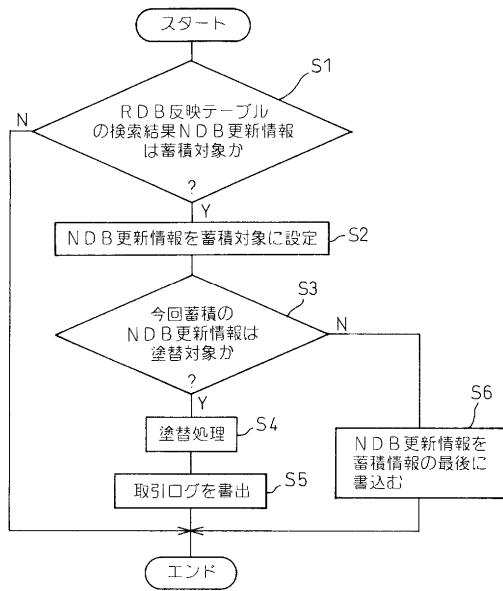 スタート
S1
RDB反映テーブル
の検索結果NDB更新情報
は蓄積対象か
?
N
Y
NDB更新情報を蓄積対象に設定
S2
S3
今回蓄積の
NDB更新情報は
塗替対象か
?
N
Y
塗替処理
S4
取引ログを書出
S5
S6
NDB更新情報を
蓄積情報の最後に
書込む
エンド